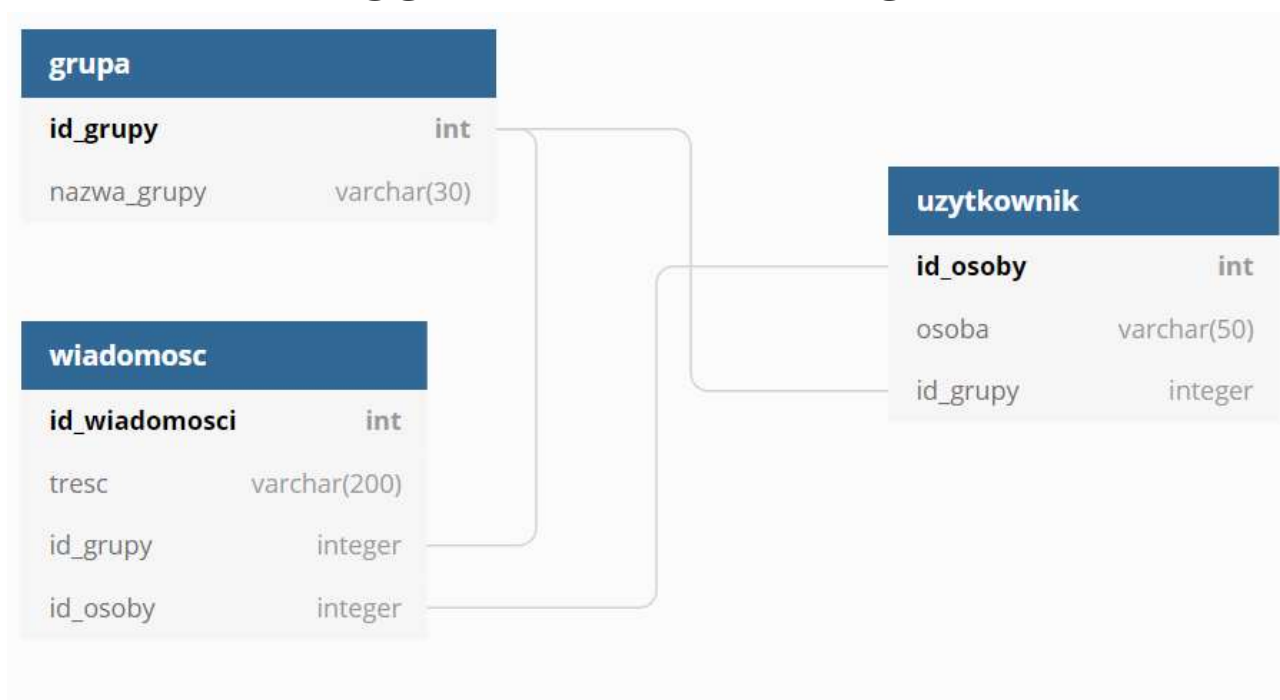 grupa
id_grupy int
nazwa_grupy varchar(30)
uzytkownik
id_osoby int
osoba varchar(50)
id_grupy integer
wiadomosc
id_wiadomosci int
tresc varchar(200)
id_grupy integer
id_osoby integer